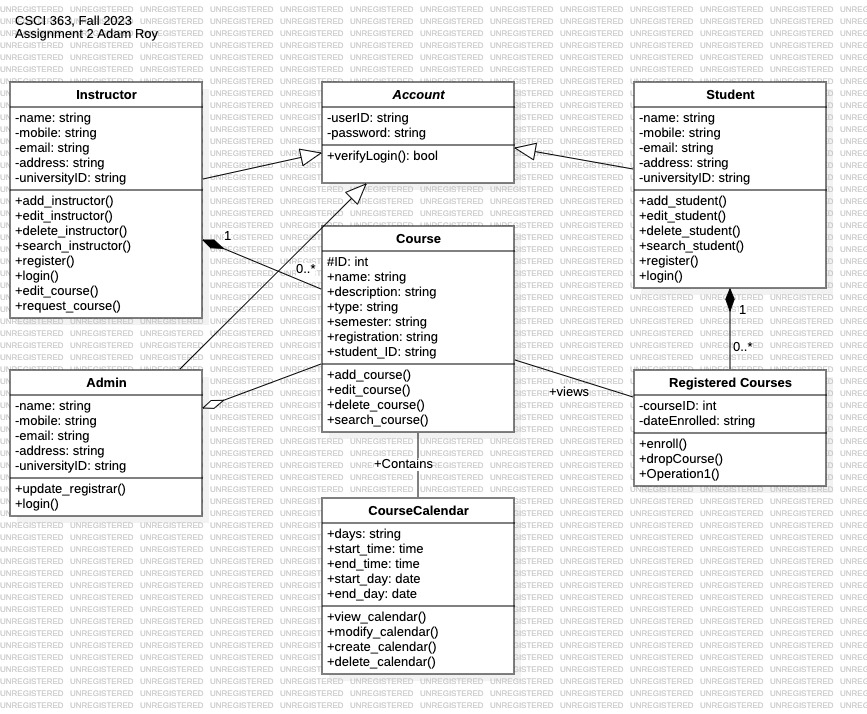 CSCI 363, Fall 2023
Assignment 2 Adam Roy
Instructor
-name: string
-mobile: string
-email: string
-address: string
-universityID: string
+add_instructor()
+edit_instructor()
+delete_instructor()
+search_instructor()
+register()
+login()
+edit_course()
+request_course()
Account
-userID: string
-password: string
+verifyLogin(): bool
Student
-name: string
-mobile: string
-email: string
-address: string
-universityID: string
+add_student()
+edit_student()
+delete_student()
+search_student()
+register()
+login()
1
0..*
Course
#ID: int
+name: string
+description: string
+type: string
+semester: string
+registration: string
+student_ID: string
+add_course()
+edit_course()
+delete_course()
+search_course()
1
0..*
Admin
-name: string
-mobile: string
-email: string
-address: string
-universityID: string
+update_registrar()
+login()
+views
Registered Courses
-courseID: int
-dateEnrolled: string
+enroll()
+dropCourse()
+Operation1()
+Contains
CourseCalendar
+days: string
+start_time: time
+end_time: time
+start_day: date
+end_day: date
+view_calendar()
+modify_calendar()
+create_calendar()
+delete_calendar()
UNREGISTERED